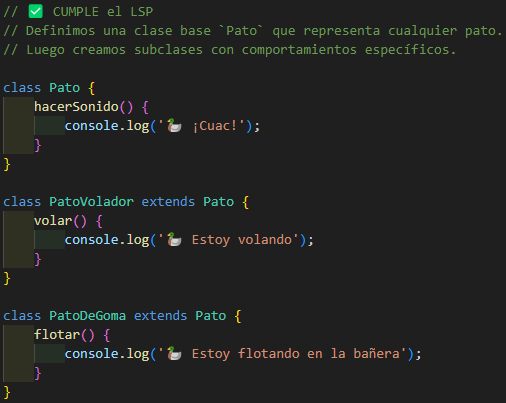 // ✅ CUMPLE el LSP
// Definimos una clase base `Pato` que representa cualquier pato.
// Luego creamos subclases con comportamientos específicos.

class Pato {
    hacerSonido() {
        console.log('🦆 ¡Cuac!');
    }
}

class PatoVolador extends Pato {
    volar() {
        console.log('🦆 Estoy volando');
    }
}

class PatoDeGoma extends Pato {
    flotar() {
        console.log('🦆 Estoy flotando en la bañera');
    }
}